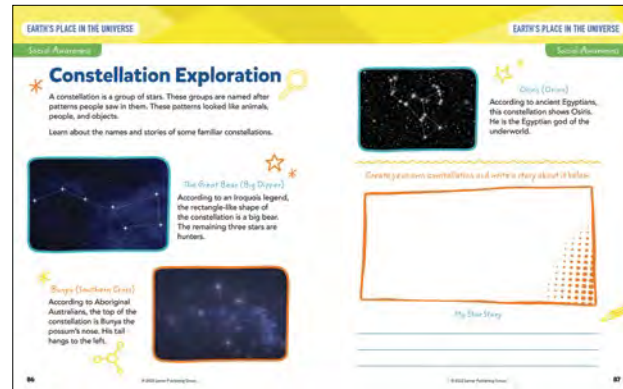 EARTH'S PLACE IN THE UNIVERSE
Social Awareness
Constellation Exploration
A constellation is a group of stars. These groups are named after
patterns people saw in them. These patterns looked like animals,
people, and objects.
Learn about the names and stories of some familiar constellations.
The Great Bear (Big Dipper)
According to an Iroquois legend,
the rectangle-like shape of
the constellation is a big bear.
The remaining three stars are
hunters.
Bunya (Southern Cross)
According to Aboriginal
Australians, the top of the
constellation is Bunya the
possum's nose. His tail
hangs to the left.
86
EARTH'S PLACE IN THE UNIVERSE
Social Awareness
Osiris (Orion)
According to ancient Egyptians,
this constellation shows Osiris.
He is the Egyptian god of the
underworld.
Create your own constellation and write a story about it below.
My Star Story
87